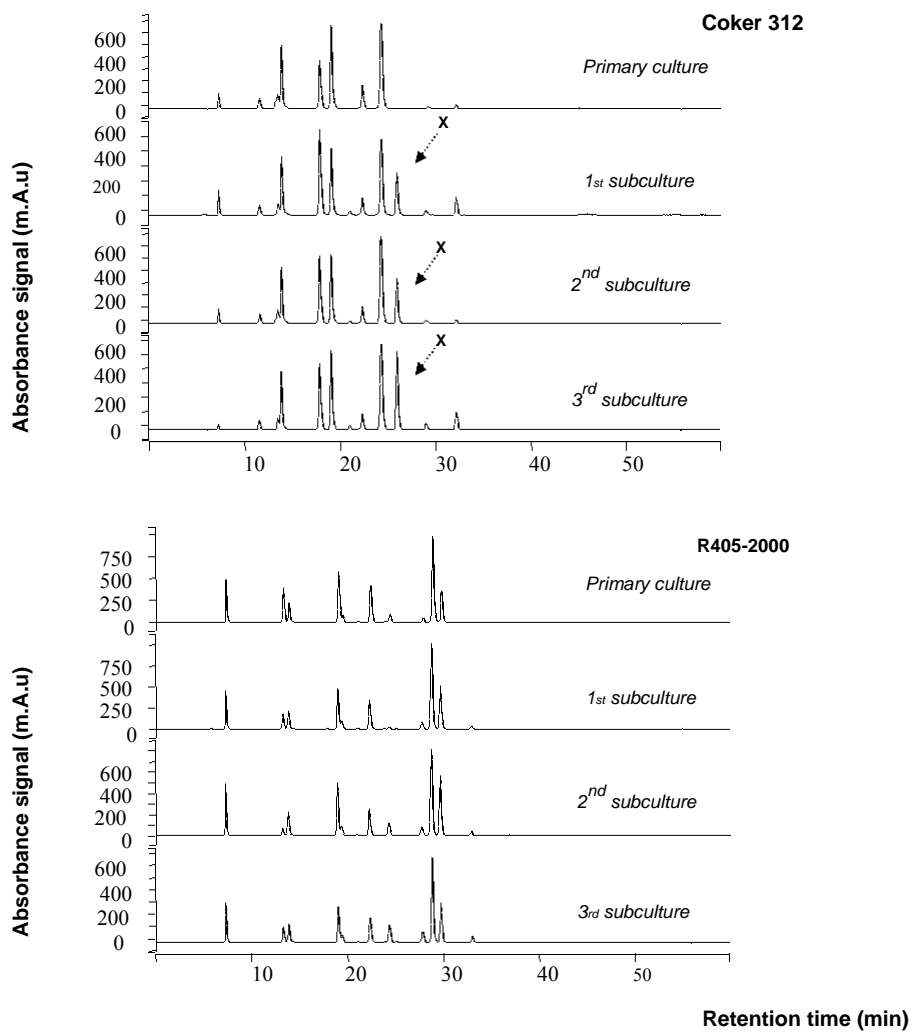 Coker 312
Absorbance signal (m.A.u)
600
400
200
0
Primary culture
600
400
200
0
X
1st subculture
600
400
200
0
X
2nd subculture
600
400
200
0
X
3rd subculture
10 20 30 40 50
R405-2000
Absorbance signal (m.A.u)
750
500
250
0
Primary culture
750
500
250
0
1st subculture
600
400
200
0
2nd subculture
600
400
200
0
3rd subculture
10 20 30 40 50
Retention time (min)